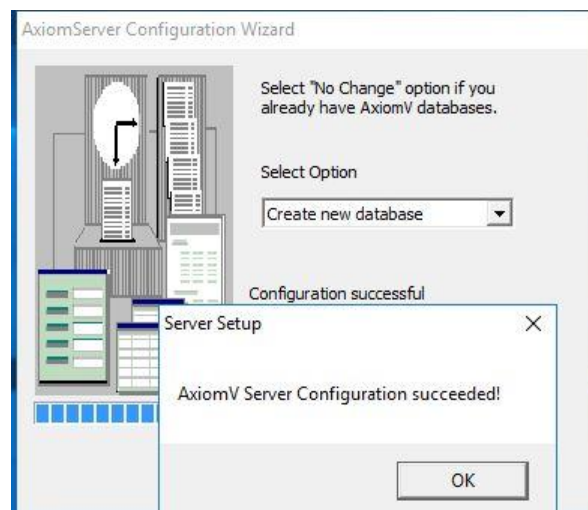 AxiomServer Configuration Wizard
Select "No Change" option if you
already have AxiomV databases.
Select Option
Create new database
Configuration successful
Server Setup
AxiomV Server Configuration succeeded!
OK